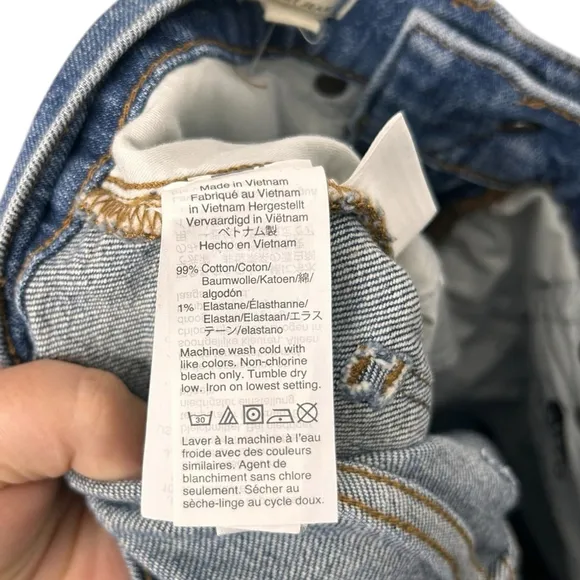 Made in Vietnam
Fabriqué au Vietnam
in Vietnam Hergestellt
Vervaardigd in Viëtnam
ベトナム製
Hecho en Vietnam
99% Cotton/Coton/
Baumwolle/Katoen/綿/
algodón
1% Elastane/Élasthanne/
Elastan/Elastaan/エラス
テーン/elastano
Machine wash cold with
like colors. Non-chlorine
bleach only. Tumble dry
low. Iron on lowest setting.
30
Laver à la machine à l'eau
froide avec des couleurs
similaires. Agent de
blanchiment sans chlore
seulement. Sécher au
sèche-linge au cycle doux.